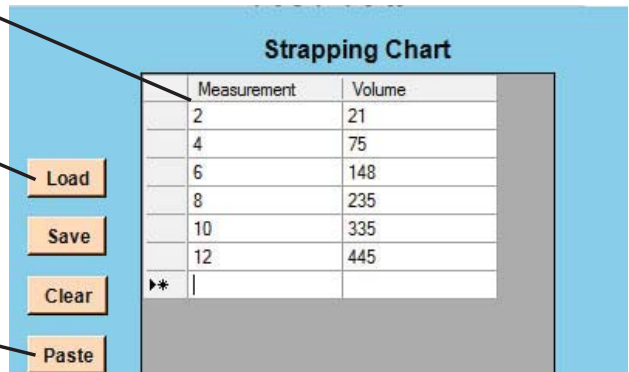 Strapping Chart
Measurement Volume
2 21
4 75
6 148
8 235
10 335
12 445
Load
Save
Clear
Paste